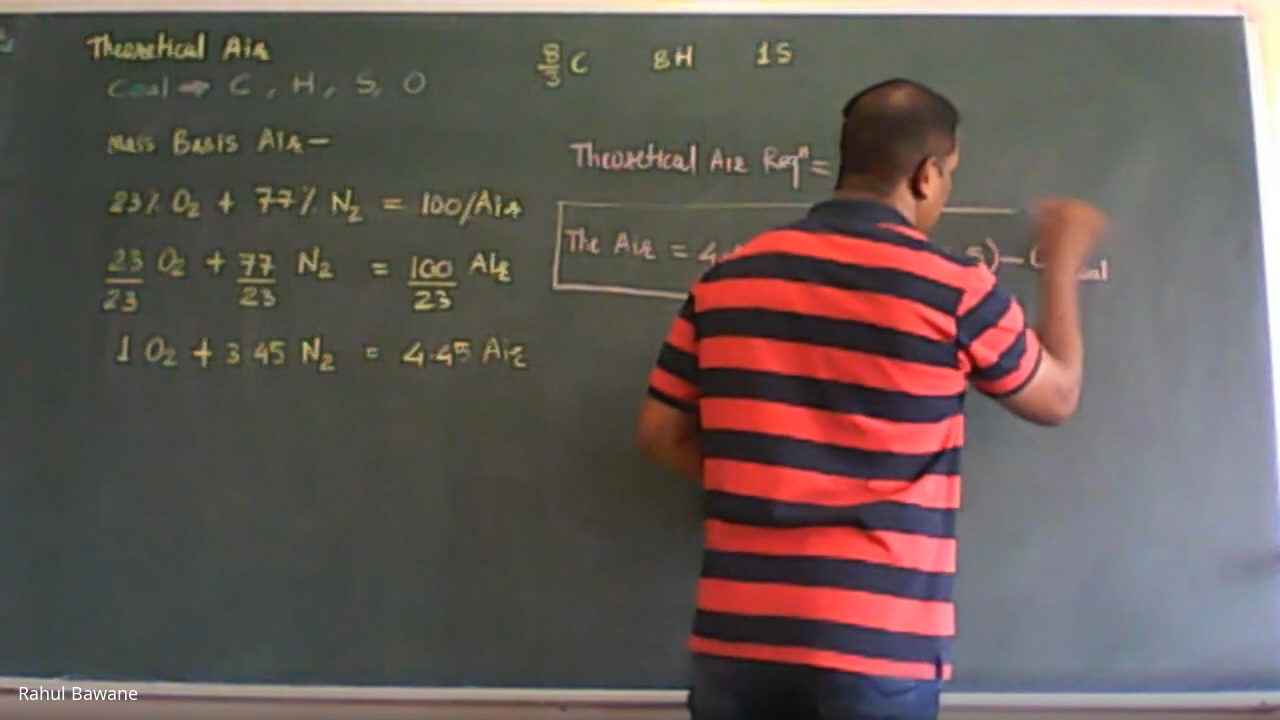 Theoretical Air
Coal ⇒ C, H, S, O
Mass Basis Air—
23% O₂ + 77% N₂ = 100/Air
23/23 O₂ + 77/23 N₂ = 100/23 Air
1 O₂ + 3 45 N₂ = 4.45 Air
8/3 C 8H 1S
Theoretical Air Reqⁿ =
The Air = 4. S) —
Rahul Bawane